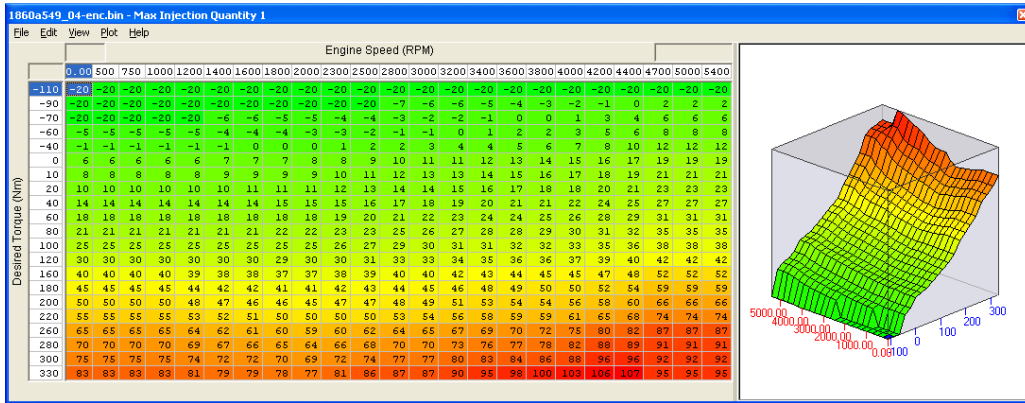 1860a549_04-enc.bin - Max Injection Quantity 1
File Edit View Plot Help
Engine Speed (RPM)
0.00 500 750 1000 1200 1400 1600 1800 2000 2300 2500 2800 3000 3200 3400 3600 3800 4000 4200 4400 4700 5000 5400
Desired Torque (Nm)
-110 -20 -20 -20 -20 -20 -20 -20 -20 -20 -20 -20 -20 -20 -20 -20 -20 -20 -20 -20 -20 -20 -20 -20
-90 -20 -20 -20 -20 -20 -20 -20 -20 -20 -20 -20 -7 -6 -6 -5 -4 -3 -2 -1 0 2 2 2
-70 -20 -20 -20 -20 -20 -6 -6 -5 -5 -4 -4 -3 -2 -2 -1 0 0 1 3 4 6 6 6
-60 -5 -5 -5 -5 -5 -4 -4 -4 -3 -3 -2 -1 -1 0 1 2 2 3 5 6 8 8 8
-40 -1 -1 -1 -1 -1 -1 0 0 0 1 2 2 3 4 4 5 6 7 8 10 12 12 12
0 6 6 6 6 6 7 7 7 8 8 9 10 11 11 12 13 14 15 16 17 19 19 19
10 8 8 8 8 8 9 9 9 9 10 11 12 13 13 14 15 16 17 18 19 21 21 21
20 10 10 10 10 10 10 11 11 11 12 13 14 14 15 16 17 18 18 20 21 23 23 23
40 14 14 14 14 14 14 14 15 15 15 16 17 18 19 20 21 21 22 24 25 27 27 27
60 18 18 18 18 18 18 18 18 18 19 20 21 22 23 24 24 25 26 28 29 31 31 31
80 21 21 21 21 21 21 21 22 22 23 23 25 26 27 28 28 29 30 31 32 35 35 35
100 25 25 25 25 25 25 25 25 25 26 27 29 30 31 31 32 32 33 35 36 38 38 38
120 30 30 30 30 30 30 30 29 30 30 31 33 33 34 35 36 36 37 39 40 42 42 42
160 40 40 40 40 39 38 38 37 37 38 39 40 40 42 43 44 45 45 47 48 52 52 52
180 45 45 45 45 44 42 42 41 41 42 43 44 45 46 48 49 50 50 52 54 59 59 59
200 50 50 50 50 48 47 46 46 45 47 47 48 49 51 53 54 54 56 58 60 66 66 66
220 55 55 55 55 53 52 51 50 50 50 50 53 54 56 58 59 59 61 65 68 74 74 74
260 65 65 65 65 64 62 61 60 59 60 62 64 65 67 69 70 72 75 80 82 87 87 87
280 70 70 70 70 69 67 66 65 64 66 68 70 70 73 76 77 78 82 88 89 91 91 91
300 75 75 75 75 74 72 72 70 69 72 74 77 77 80 83 84 86 88 96 96 92 92 92
330 83 83 83 83 81 79 79 78 77 81 86 87 87 90 95 98 100 103 106 107 95 95 95
5000.00 4000.00 3000.00 2000.00 1000.00 0.00
-100 0 100 200 300